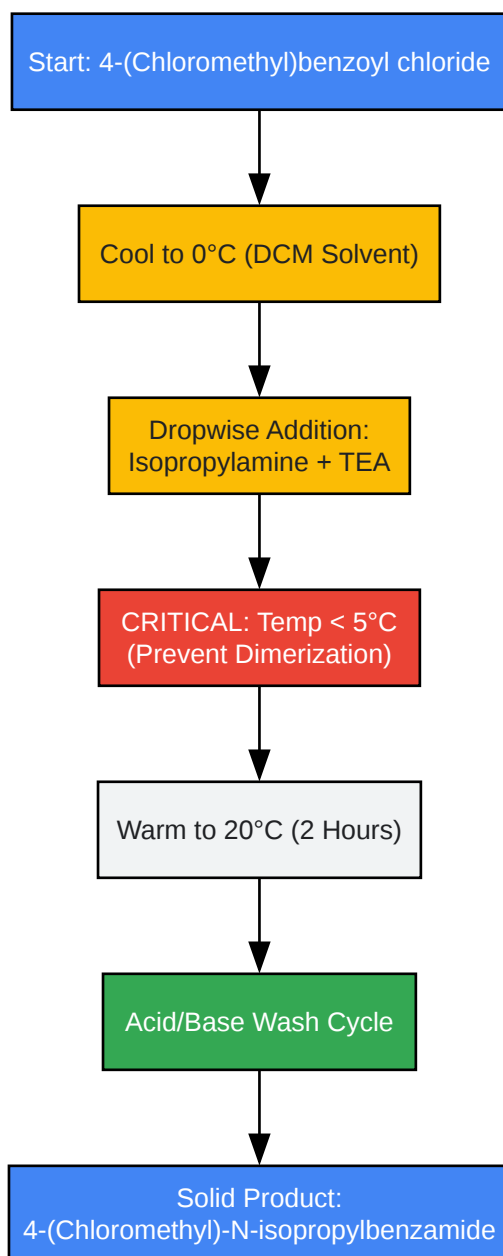 Start: 4-(Chloromethyl)benzoyl chloride
Cool to 0°C (DCM Solvent)
Dropwise Addition:
Isopropylamine + TEA
CRITICAL: Temp < 5°C
(Prevent Dimerization)
Warm to 20°C (2 Hours)
Acid/Base Wash Cycle
Solid Product:
4-(Chloromethyl)-N-isopropylbenzamide